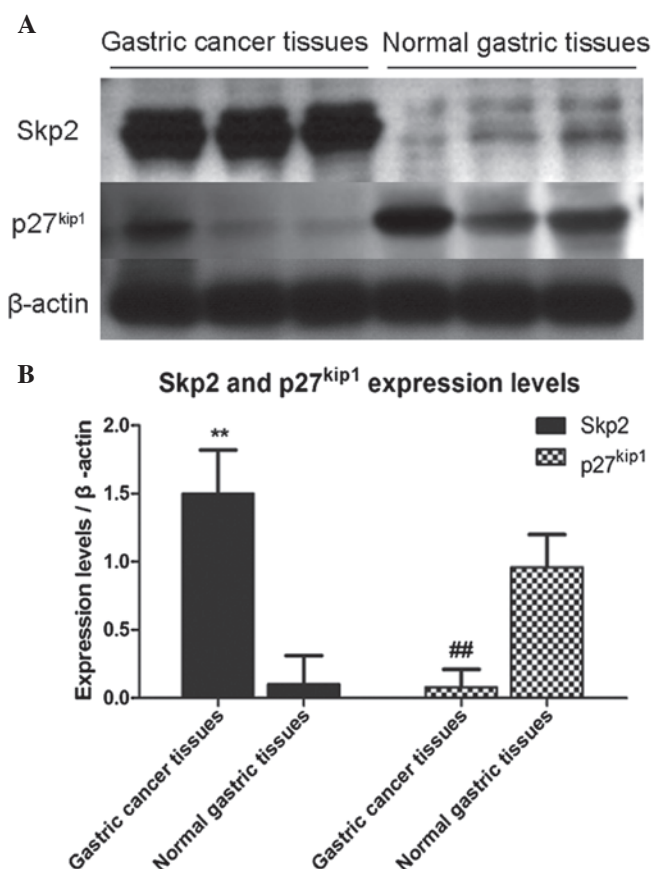 A
Gastric cancer tissues Normal gastric tissues
Skp2
p27kip1
β-actin
B
Skp2 and p27kip1 expression levels
Expression levels / β -actin
2.0
1.5
1.0
0.5
0.0
**
##
Skp2
p27kip1
Gastric cancer tissues
Normal gastric tissues
Gastric cancer tissues
Normal gastric tissues